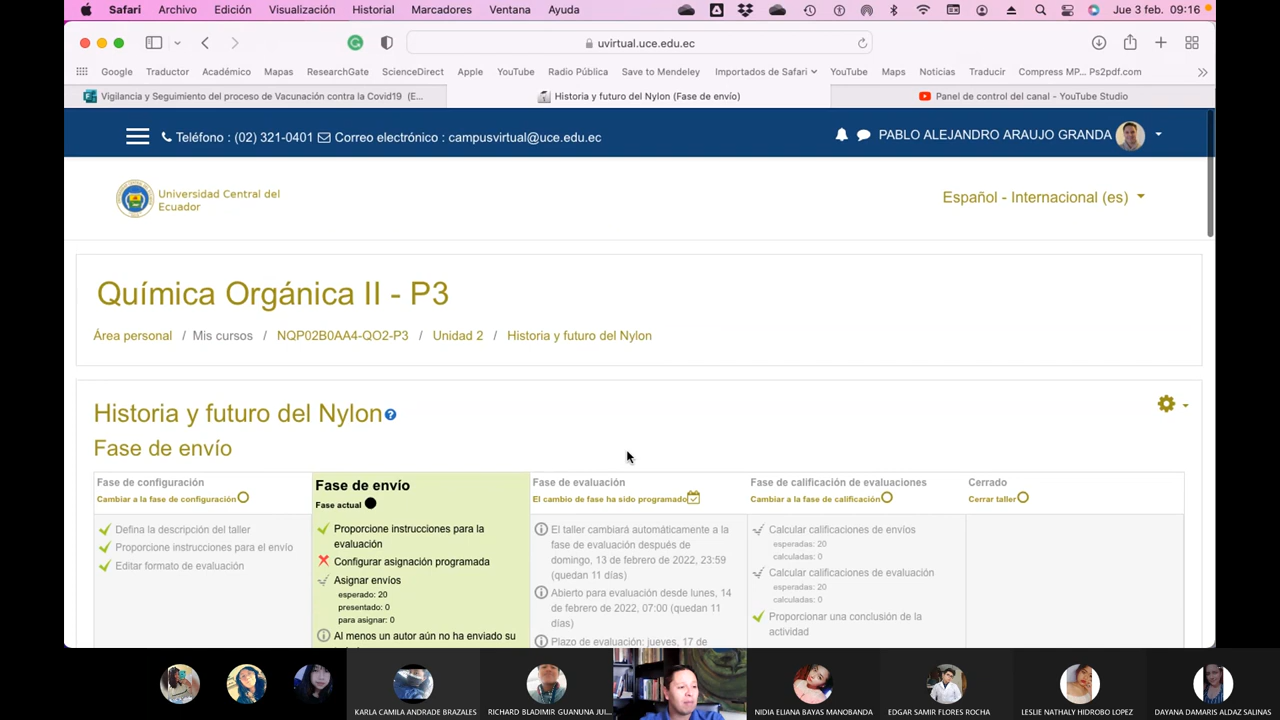 Safari Archivo Edición Visualización Historial Marcadores Ventana Ayuda Jue 3 feb. 09:16
uvirtual.uce.edu.ec
Google Traductor Académico Mapas ResearchGate ScienceDirect Apple YouTube Radio Pública Save to Mendeley Importados de Safari YouTube Maps Noticias Traducir Compress MP... Ps2pdf.com
Vigilancia y Seguimiento del proceso de Vacunación contra la Covid19 (E... Historia y futuro del Nylon (Fase de envío) Panel de control del canal - YouTube Studio
Teléfono : (02) 321-0401 Correo electrónico : campusvirtual@uce.edu.ec PABLO ALEJANDRO ARAUJO GRANDA
Universidad Central del
Ecuador
Español - Internacional (es)
Química Orgánica II - P3
Área personal / Mis cursos / NQP02B0AA4-QO2-P3 / Unidad 2 / Historia y futuro del Nylon
Historia y futuro del Nylon
Fase de envío
Fase de configuración
Cambiar a la fase de configuración
Defina la descripción del taller
Proporcione instrucciones para el envío
Editar formato de evaluación
Fase de envío
Fase actual
Proporcione instrucciones para la
evaluación
Configurar asignación programada
Asignar envíos
esperado: 20
presentado: 0
para asignar: 0
Al menos un autor aún no ha enviado su
Fase de evaluación
El cambio de fase ha sido programado
El taller cambiará automáticamente a la
fase de evaluación después de
domingo, 13 de febrero de 2022, 23:59
(quedan 11 días)
Abierto para evaluación desde lunes, 14
de febrero de 2022, 07:00 (quedan 11
días)
Plazo de evaluación: jueves, 17 de
Fase de calificación de evaluaciones
Cambiar a la fase de calificación
Calcular calificaciones de envíos
esperadas: 20
calculadas: 0
Calcular calificaciones de evaluación
esperadas: 20
calculadas: 0
Proporcionar una conclusión de la
actividad
Cerrado
Cerrar taller
KARLA CAMILA ANDRADE BRAZALES RICHARD BLADIMIR GUANUNA JUI... NIDIA ELIANA BAYAS MANOBANDA EDGAR SAMIR FLORES ROCHA LESLIE NATHALY HIDROBO LOPEZ DAYANA DAMARIS ALDAZ SALINAS